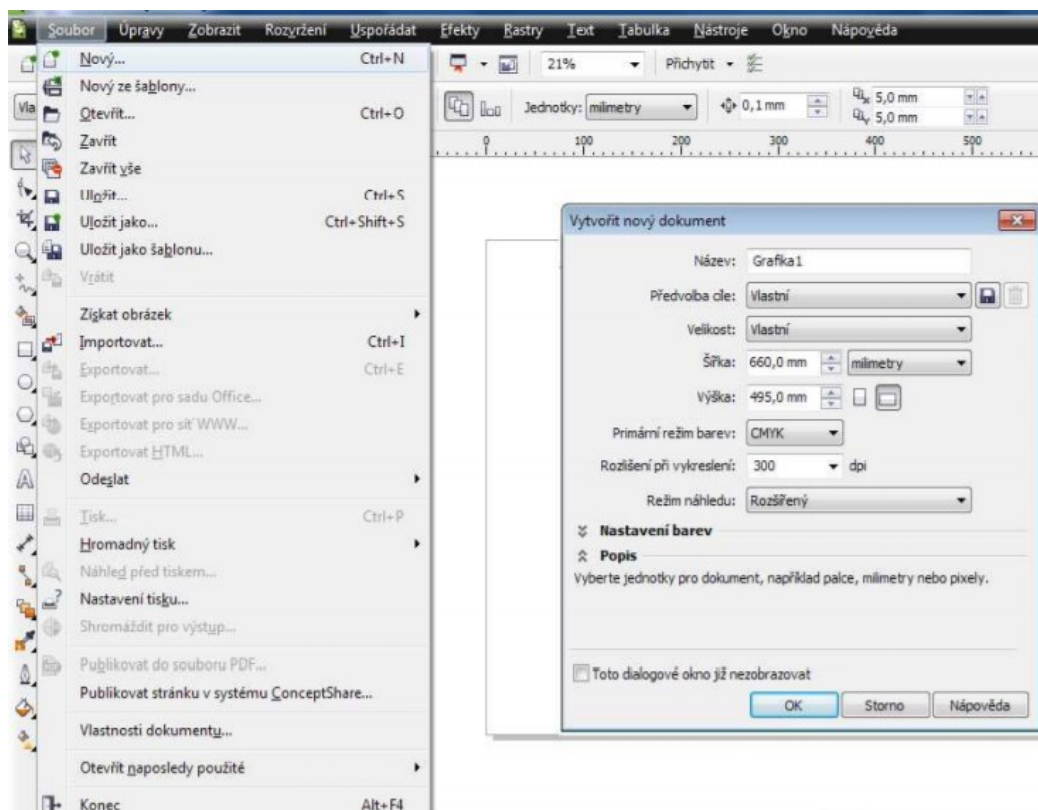 Soubor Úpravy Zobrazit Rozvržení Uspořádat Efekty Rastry Text Tabulka Nástroje Okno Nápověda
21% Přichytit
Vla Jednotky: milimetry 0,1 mm 5,0 mm
5,0 mm
0 100 200 300 400 500
Nový... Ctrl+N
Nový ze šablony...
Otevřít... Ctrl+O
Zavřít
Zavřít vše
Uložit... Ctrl+S
Uložit jako... Ctrl+Shift+S
Uložit jako šablonu...
Vrátit
Získat obrázek
Importovat... Ctrl+I
Exportovat... Ctrl+E
Exportovat pro sadu Office...
Exportovat pro síť WWW...
Exportovat HTML...
Odeslat
Tisk... Ctrl+P
Hromadný tisk
Náhled před tiskem...
Nastavení tisku...
Shromáždit pro výstup...
Publikovat do souboru PDF...
Publikovat stránku v systému ConceptShare...
Vlastnosti dokumentu...
Otevřít naposledy použité
Konec Alt+F4
Vytvořit nový dokument
Název: Grafika1
Předvolba cíle: Vlastní
Velikost: Vlastní
Šířka: 660,0 mm milimetry
Výška: 495,0 mm
Primární režim barev: CMYK
Rozlišení při vykreslení: 300 dpi
Režim náhledu: Rozšířený
Nastavení barev
Popis
Vyberte jednotky pro dokument, například palce, milimetry nebo pixely.
Toto dialogové okno již nezobrazovat
OK Storno Nápověda